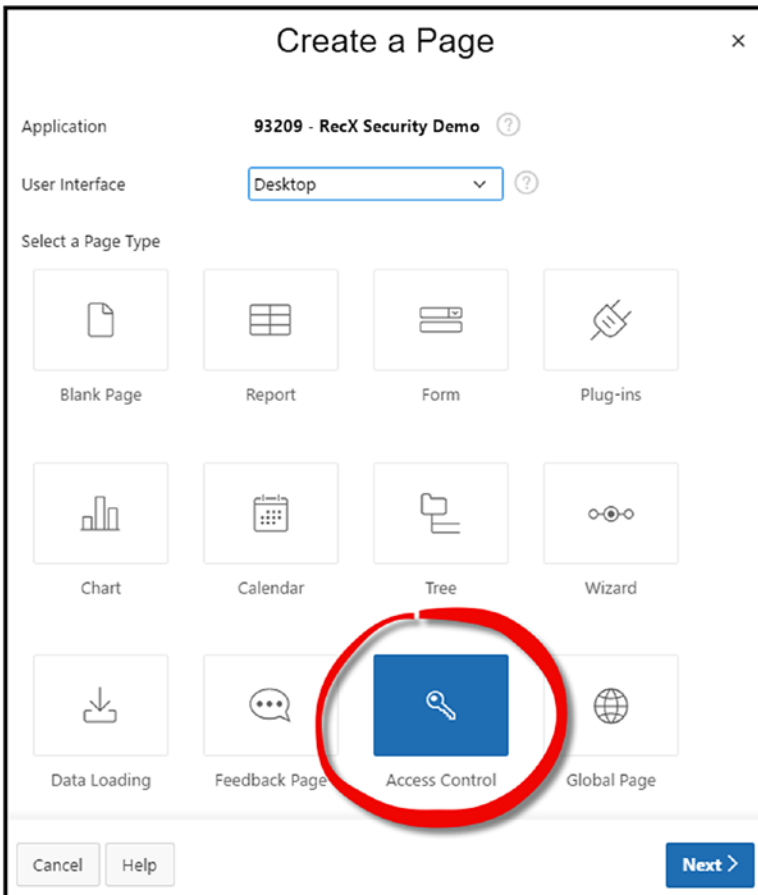 Create a Page
Application 93209 - RecX Security Demo ?
User Interface Desktop ?
Select a Page Type
Blank Page Report Form Plug-ins
Chart Calendar Tree Wizard
Data Loading Feedback Page Access Control Global Page
Cancel Help Next >